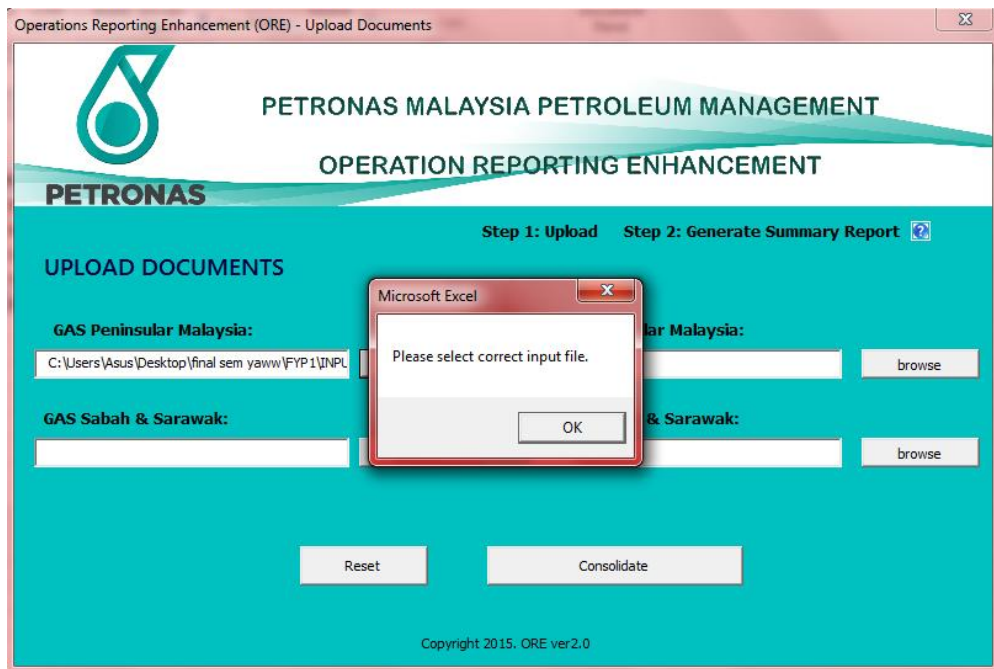 Operations Reporting Enhancement (ORE) - Upload Documents
PETRONAS MALAYSIA PETROLEUM MANAGEMENT
OPERATION REPORTING ENHANCEMENT
PETRONAS
Step 1: Upload Step 2: Generate Summary Report ?
UPLOAD DOCUMENTS
Microsoft Excel
Please select correct input file.
OK
GAS Peninsular Malaysia:
lar Malaysia:
C:\Users\Asus\Desktop\final sem yaww\FYP1\INPU
browse
GAS Sabah & Sarawak:
& Sarawak:
browse
Reset
Consolidate
Copyright 2015. ORE ver2.0